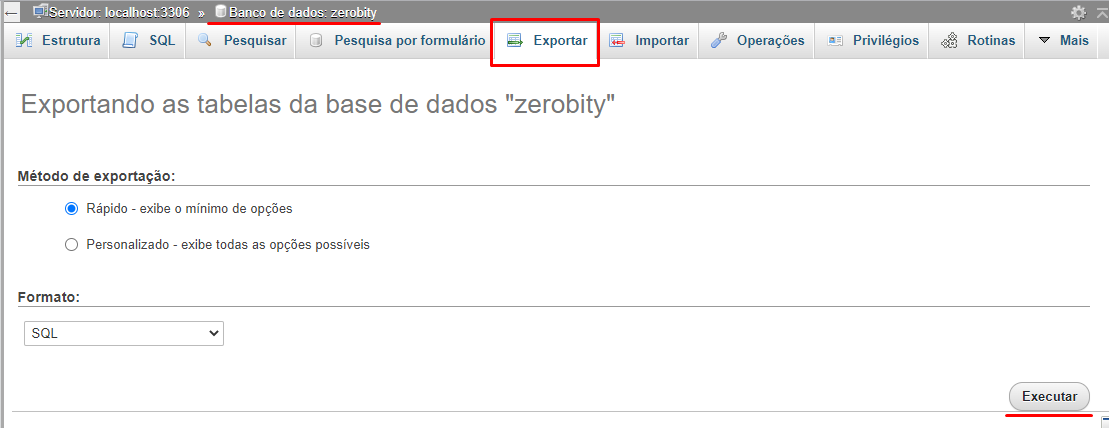 Servidor: localhost:3306 » Banco de dados: zerobity
Estrutura SQL Pesquisar Pesquisa por formulário Exportar Importar Operações Privilégios Rotinas Mais
Exportando as tabelas da base de dados "zerobity"
Método de exportação:
Rápido - exibe o mínimo de opções
Personalizado - exibe todas as opções possíveis
Formato:
SQL
Executar